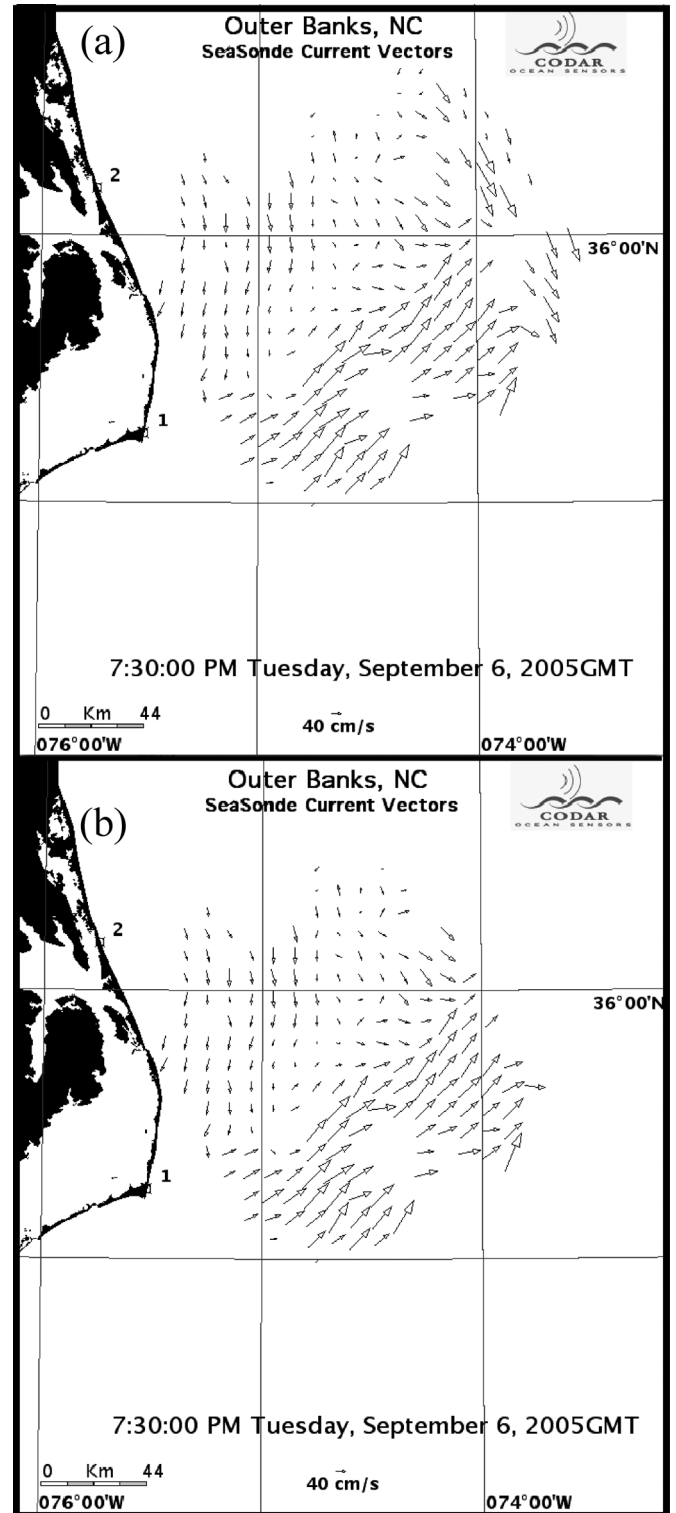 (a)
Outer Banks, NC
SeaSonde Current Vectors
CODAR
OCEAN SENSORS
2
36°00'N
1
7:30:00 PM Tuesday, September 6, 2005GMT
0 Km 44
40 cm/s
076°00'W
074°00'W
(b)
Outer Banks, NC
SeaSonde Current Vectors
CODAR
OCEAN SENSORS
2
36°00'N
1
7:30:00 PM Tuesday, September 6, 2005GMT
0 Km 44
40 cm/s
076°00'W
074°00'W